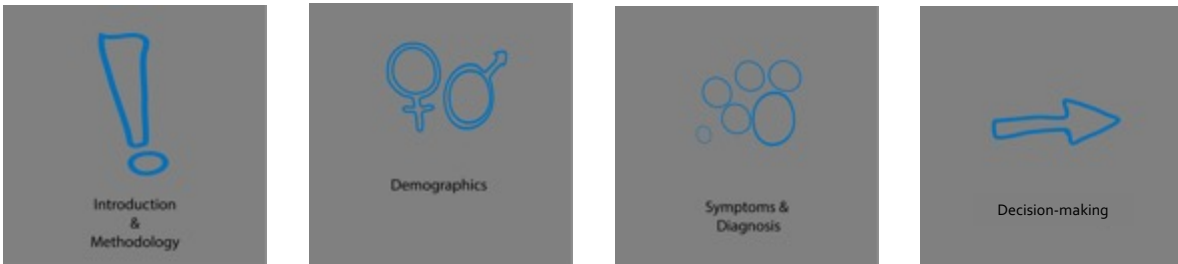 Introduction
&
Methodology
Demographics
Symptoms &
Diagnosis
Decision-making